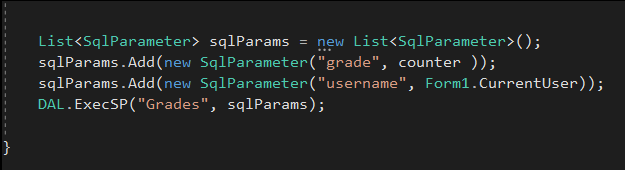 List<SqlParameter> sqlParams = new List<SqlParameter>();
sqlParams.Add(new SqlParameter("grade", counter ));
sqlParams.Add(new SqlParameter("username", Form1.CurrentUser));
DAL.ExecSP("Grades", sqlParams);
}